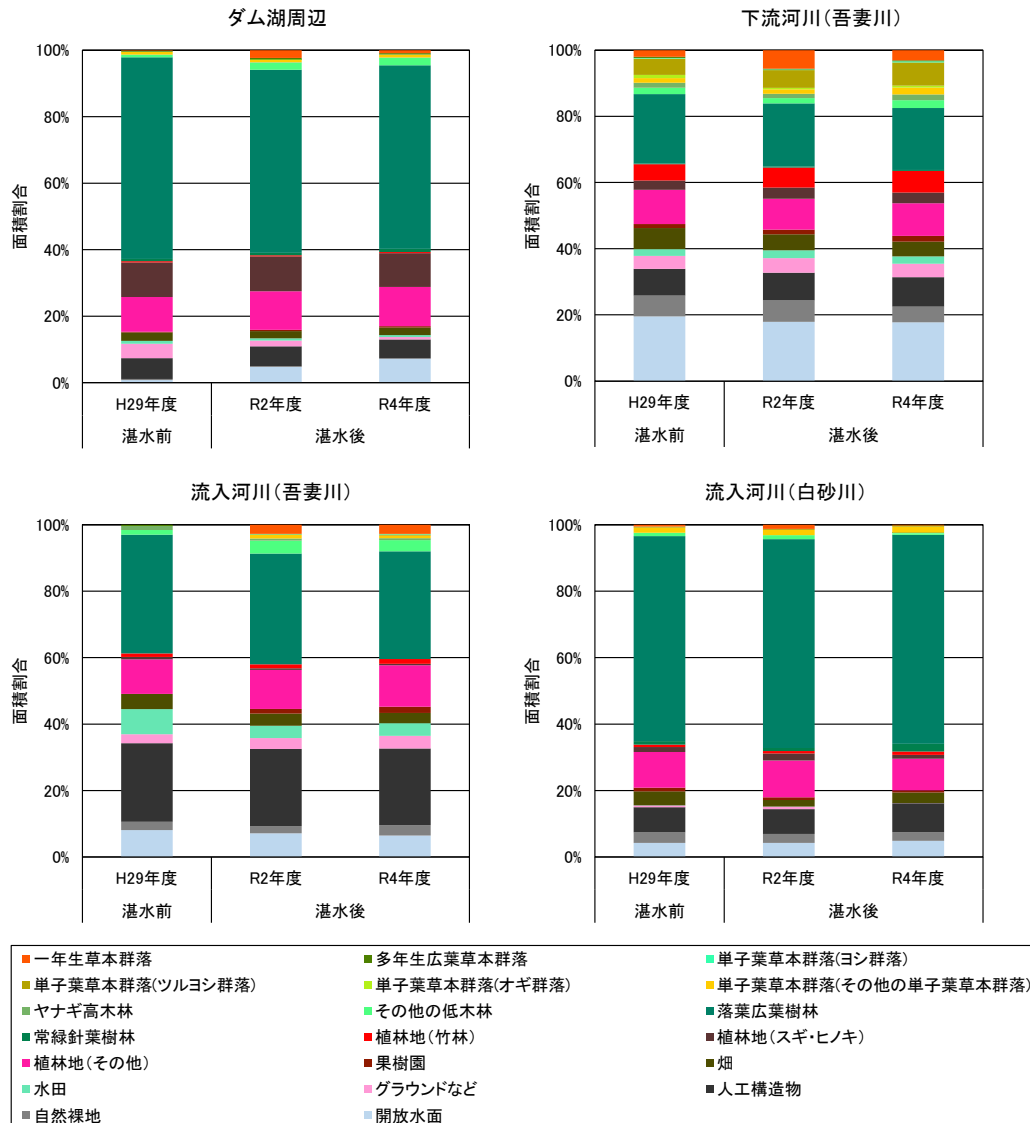 ダム湖周辺
100%
80%
60%
40%
20%
0%
面積割合
H29年度 R2年度 R4年度
湛水前 湛水後
下流河川(吾妻川)
100%
80%
60%
40%
20%
0%
面積割合
H29年度 R2年度 R4年度
湛水前 湛水後
流入河川(吾妻川)
100%
80%
60%
40%
20%
0%
面積割合
H29年度 R2年度 R4年度
湛水前 湛水後
流入河川(白砂川)
100%
80%
60%
40%
20%
0%
面積割合
H29年度 R2年度 R4年度
湛水前 湛水後
一年生草本群落 多年生広葉草本群落 単子葉草本群落(ヨシ群落)
単子葉草本群落(ツルヨシ群落) 単子葉草本群落(オギ群落) 単子葉草本群落(その他の単子葉草本群落)
ヤナギ高木林 その他の低木林 落葉広葉樹林
常緑針葉樹林 植林地(竹林) 植林地(スギ・ヒノキ)
植林地(その他) 果樹園 畑
水田 グラウンドなど 人工構造物
自然裸地 開放水面